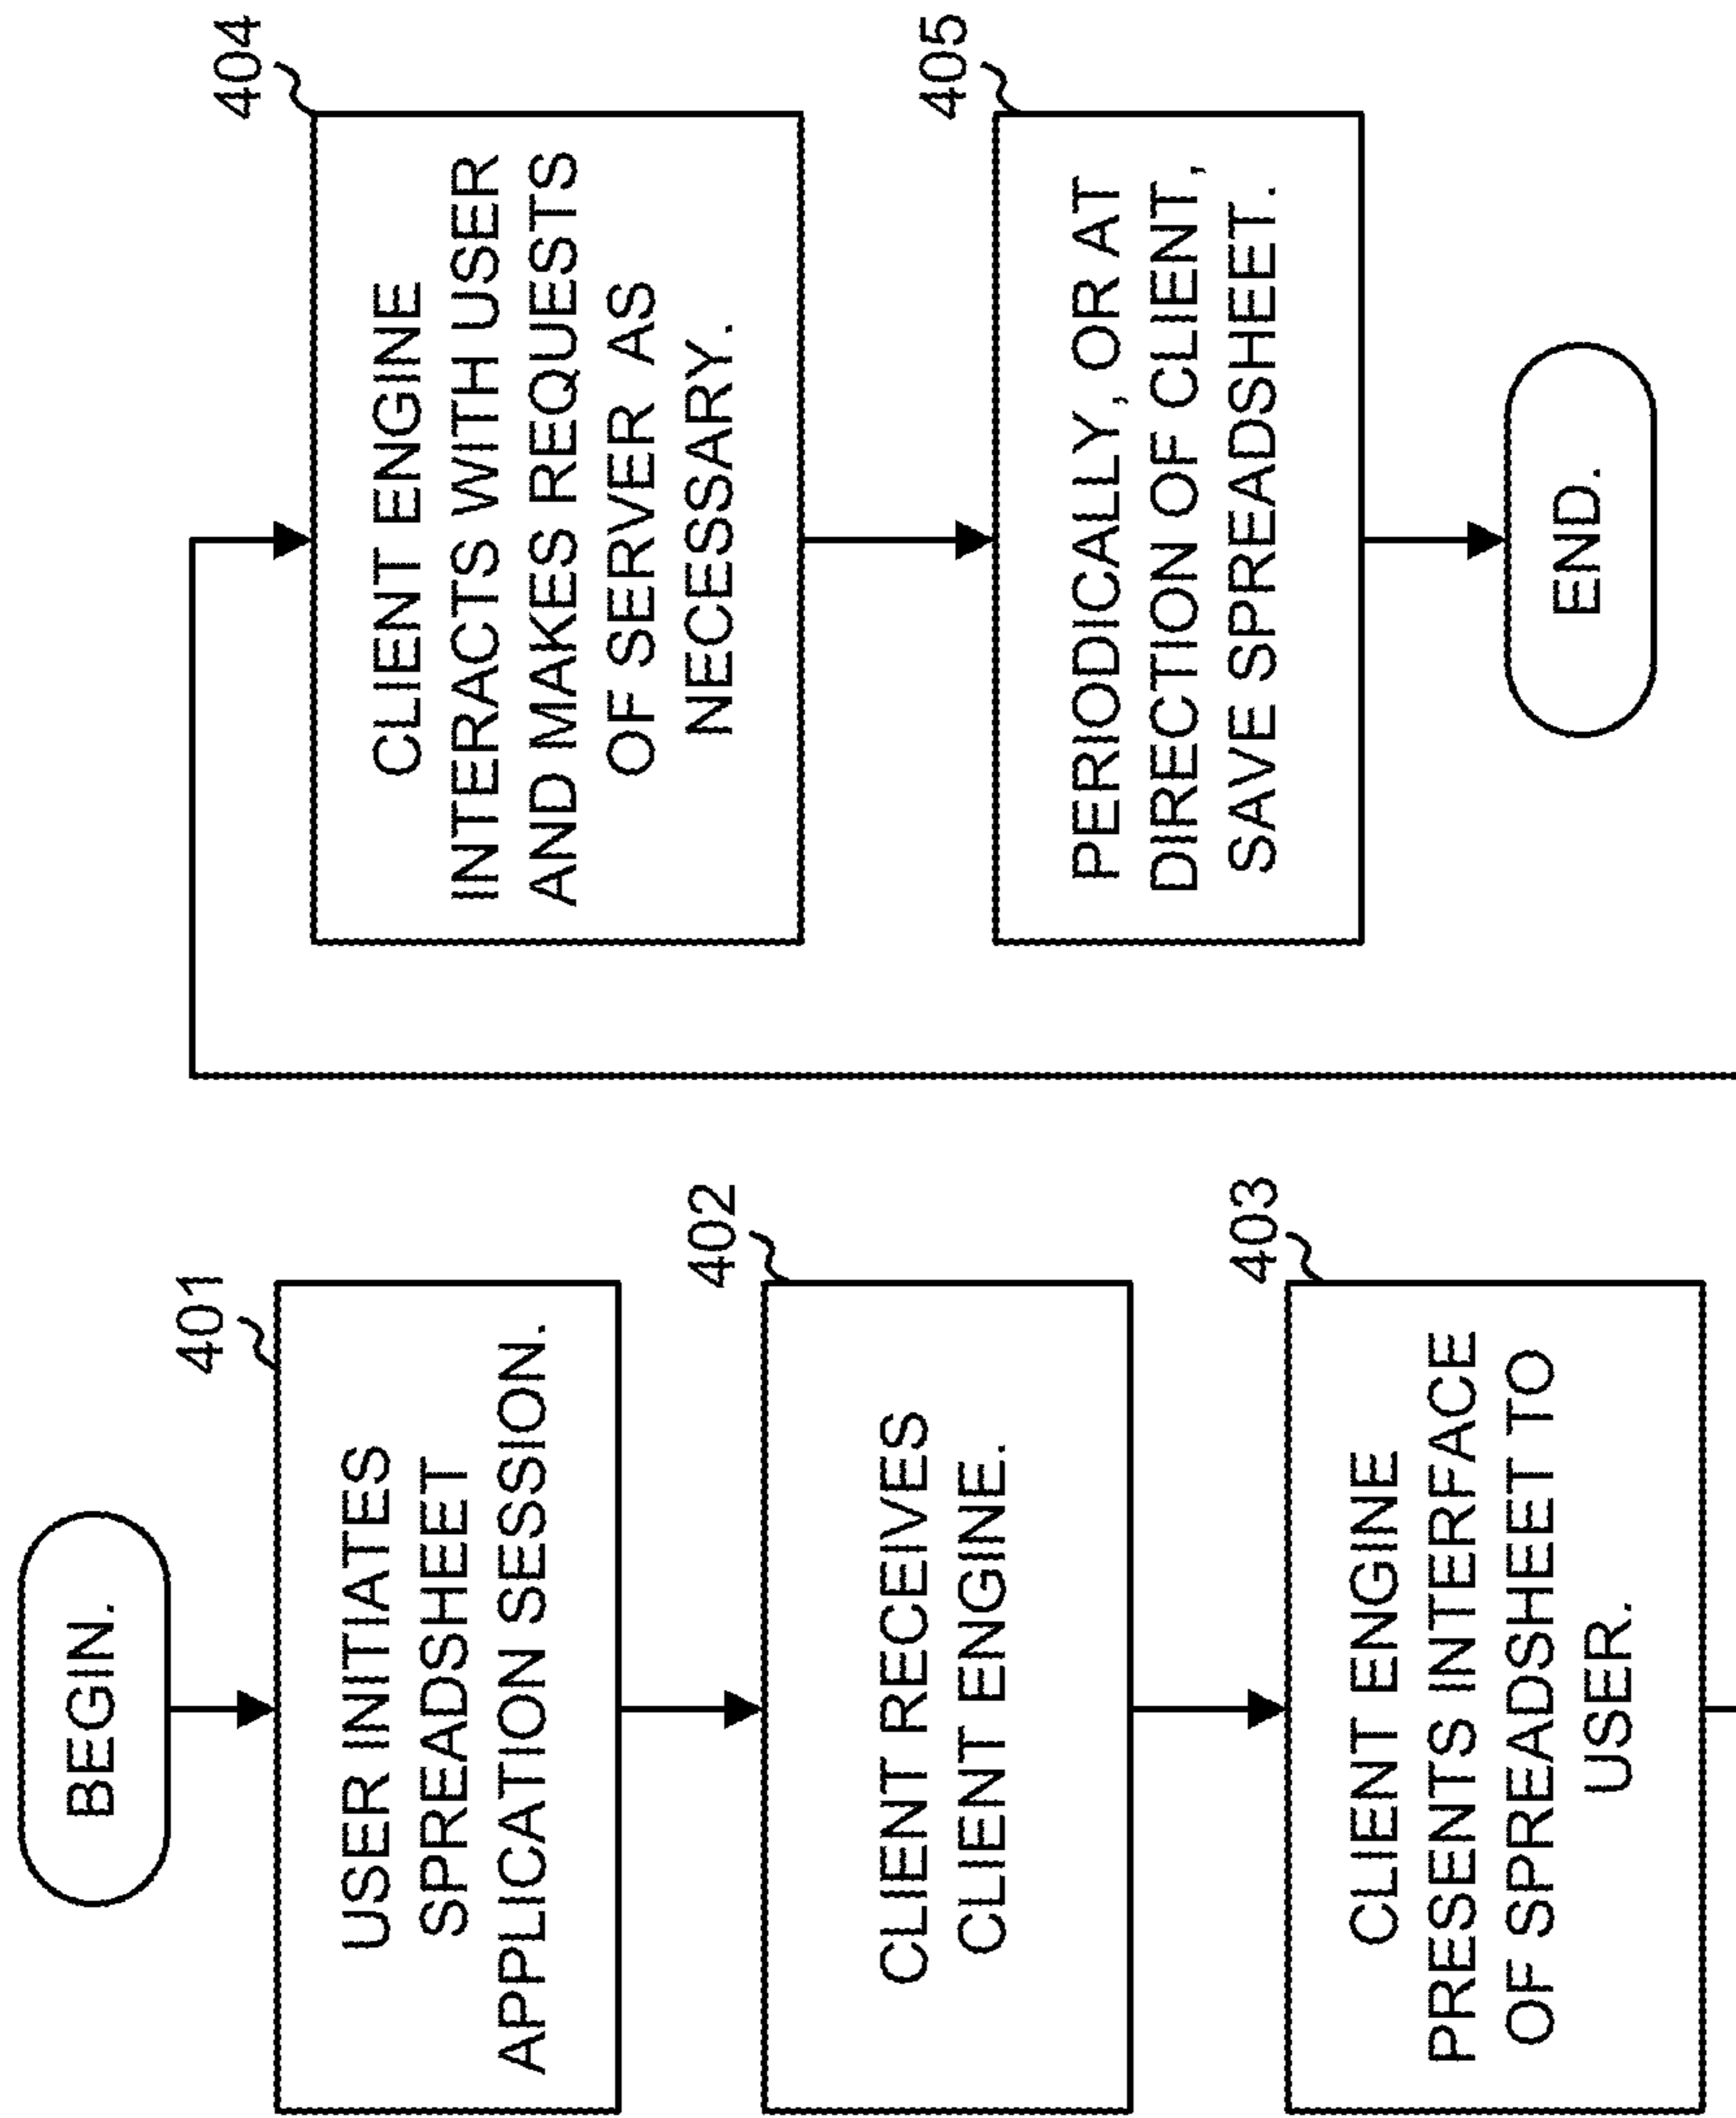 BEGIN.
401
USER INITIATES
SPREADSHEET
APPLICATION SESSION.
402
CLIENT RECEIVES
CLIENT ENGINE.
403
CLIENT ENGINE
PRESENTS INTERFACE
OF SPREADSHEET TO
USER.
404
CLIENT ENGINE
INTERACTS WITH USER
AND MAKES REQUESTS
OF SERVER AS
NECESSARY.
405
PERIODICALLY, OR AT
DIRECTION OF CLIENT,
SAVE SPREADSHEET.
END.